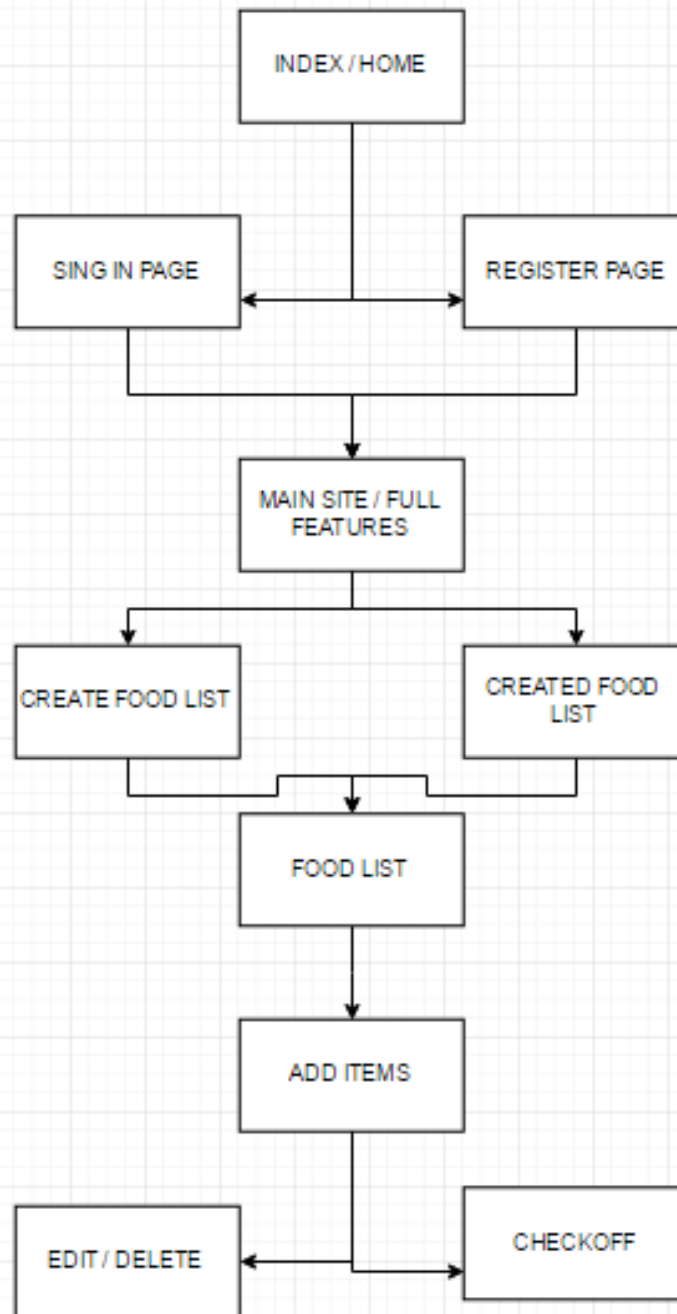 INDEX / HOME
SING IN PAGE
REGISTER PAGE
MAIN SITE / FULL
FEATURES
CREATE FOOD LIST
CREATED FOOD
LIST
FOOD LIST
ADD ITEMS
EDIT / DELETE
CHECKOFF